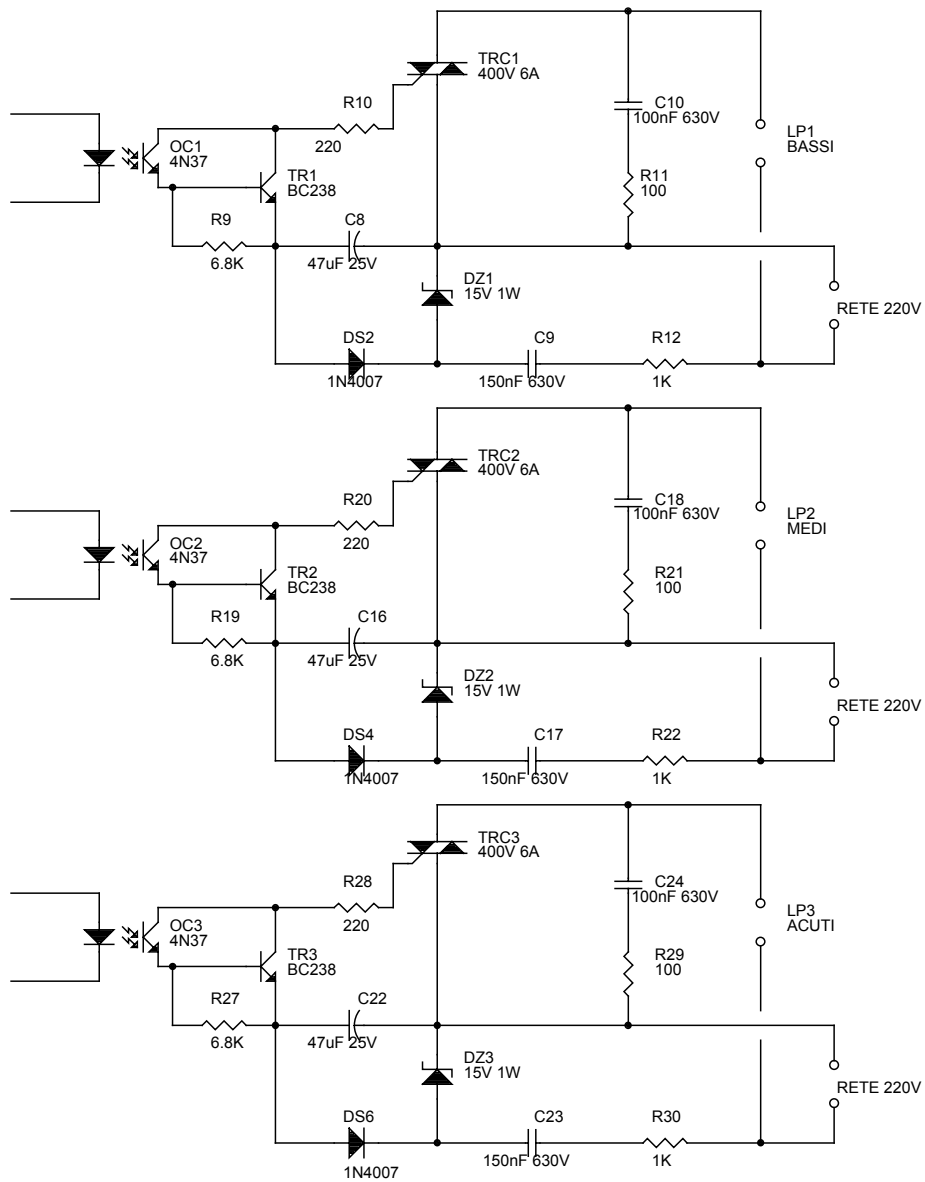 TRC1
400V 6A
R10
220
C10
100nF 630V
LP1
BASSI
OC1
4N37
TR1
BC238
R11
100
R9
6.8K
C8
47uF 25V
DZ1
15V 1W
RETE 220V
DS2
1N4007
C9
150nF 630V
R12
1K
TRC2
400V 6A
R20
220
C18
100nF 630V
LP2
MEDI
OC2
4N37
TR2
BC238
R21
100
R19
6.8K
C16
47uF 25V
DZ2
15V 1W
RETE 220V
DS4
1N4007
C17
150nF 630V
R22
1K
TRC3
400V 6A
R28
220
C24
100nF 630V
LP3
ACUTI
OC3
4N37
TR3
BC238
R29
100
R27
6.8K
C22
47uF 25V
DZ3
15V 1W
RETE 220V
DS6
1N4007
C23
150nF 630V
R30
1K